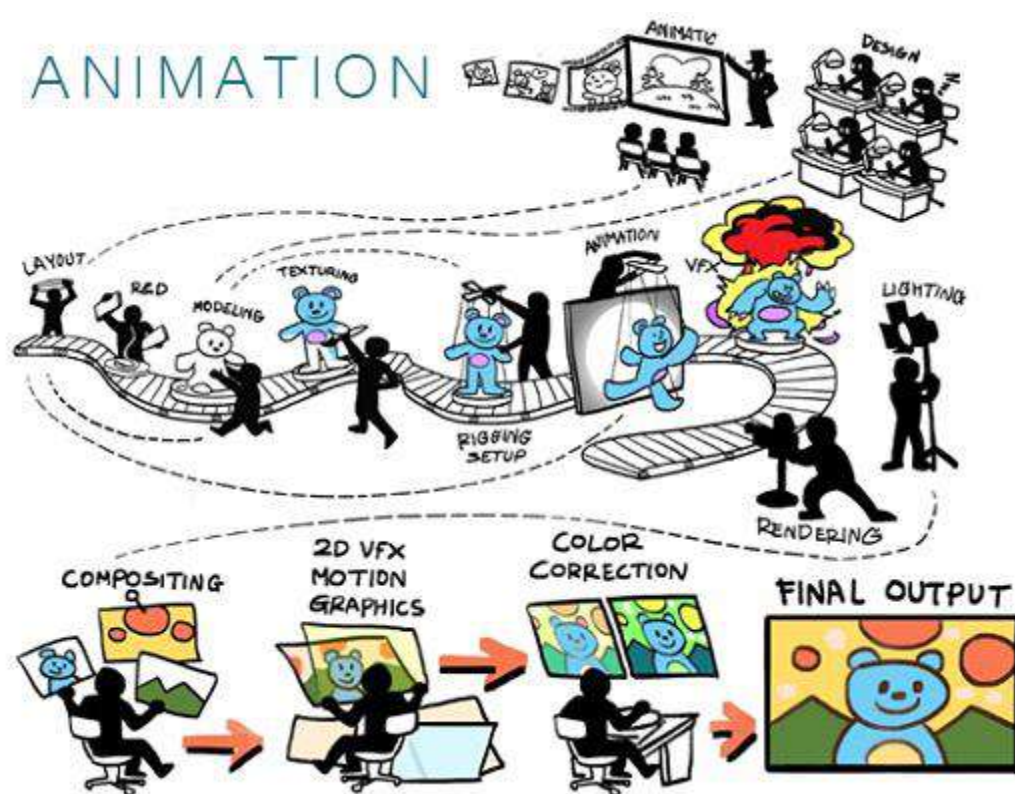 ANIMATION
ANIMATIC
DESIGN
LAYOUT
R&D
MODELING
TEXTURING
RIGGING
SETUP
ANIMATION
VFX
LIGHTING
RENDERING
COMPOSITING
2D VFX
MOTION
GRAPHICS
COLOR
CORRECTION
FINAL OUTPUT